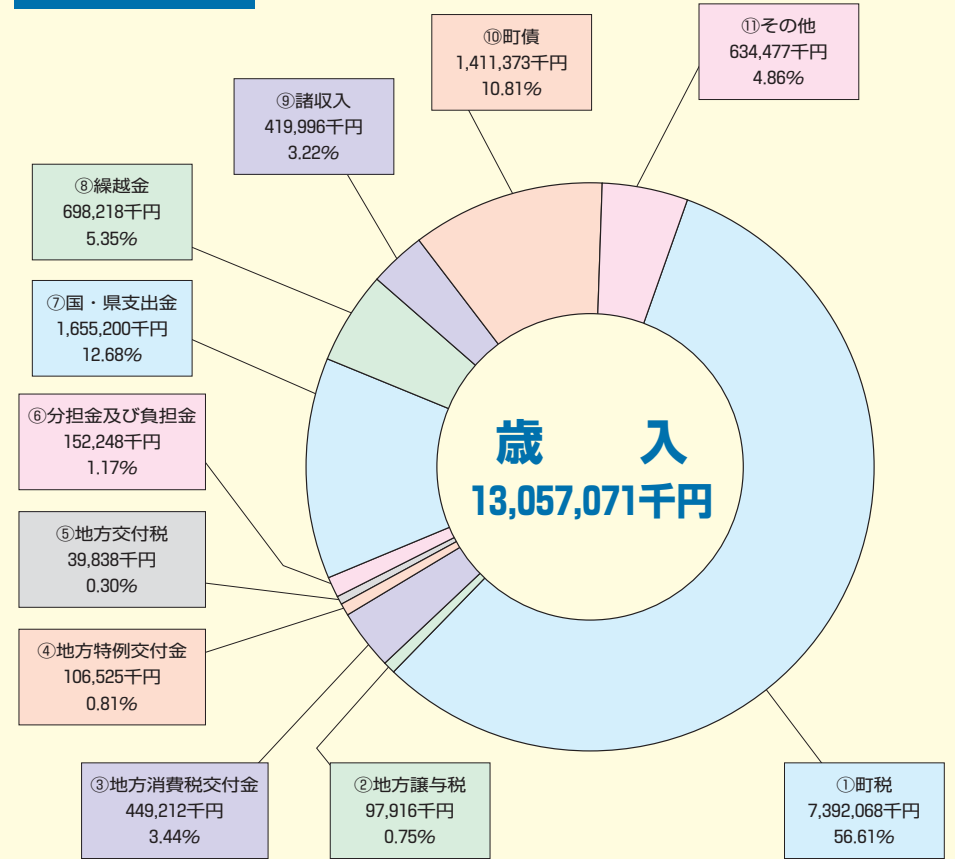 ⑩町債
1,411,373千円
10.81%
⑪その他
634,477千円
4.86%
⑨諸収入
419,996千円
3.22%
⑧繰越金
698,218千円
5.35%
⑦国・県支出金
1,655,200千円
12.68%
⑥分担金及び負担金
152,248千円
1.17%
⑤地方交付税
39,838千円
0.30%
④地方特例交付金
106,525千円
0.81%
③地方消費税交付金
449,212千円
3.44%
②地方譲与税
97,916千円
0.75%
①町税
7,392,068千円
56.61%
歳　入
13,057,071千円